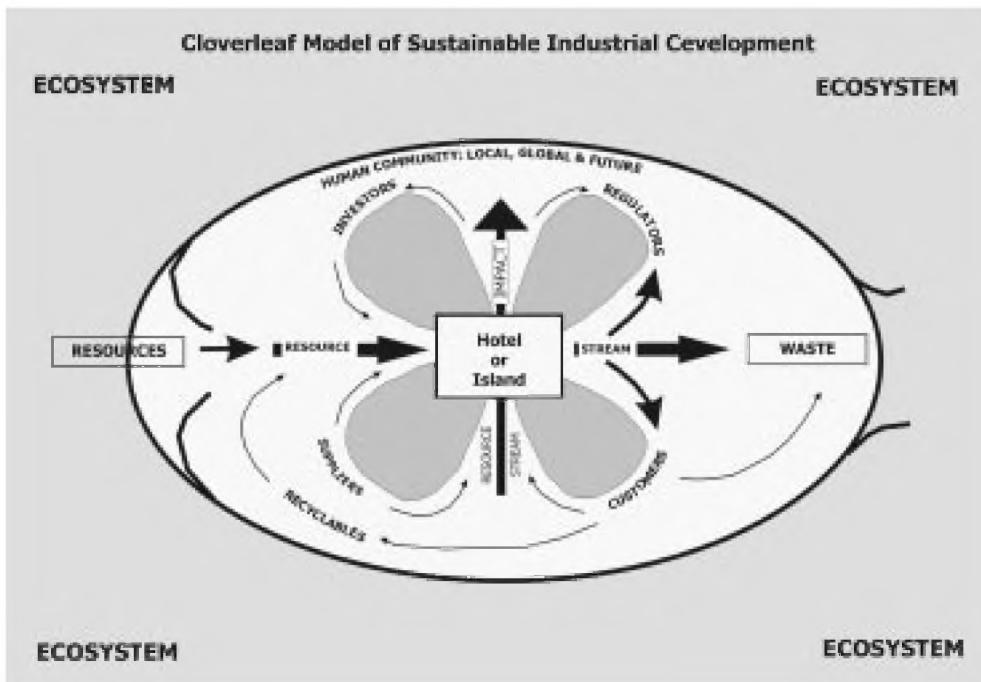 Cloverleaf Model of Sustainable Industrial Cevelopment
ECOSYSTEM
ECOSYSTEM
HUMAN COMMUNITY: LOCAL, GLOBAL & FUTURE
INVESTORS
REGULATORS
IMPACT
RESOURCES
RESOURCE
Hotel
or
Island
STREAM
WASTE
SUPPLIERS
RESOURCE
STREAM
CUSTOMERS
RECYCLABLES
ECOSYSTEM
ECOSYSTEM